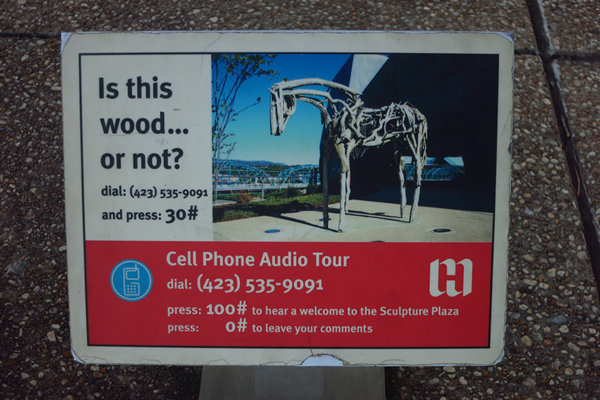 Is this
wood...
or not?
dial: (423) 535-9091
and press: 30#
Cell Phone Audio Tour
dial: (423) 535-9091
press: 100# to hear a welcome to the Sculpture Plaza
press: 0# to leave your comments